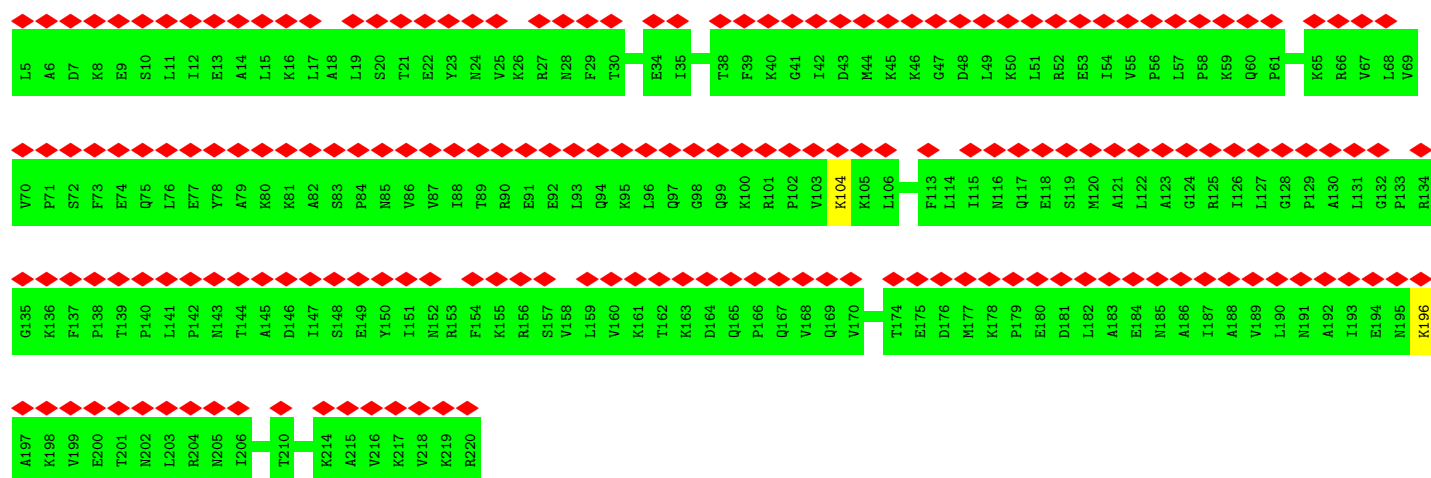 L5 A6 D7 K8 E9 S10 L11 I12 E13 A14 L15 K16 L17 A18 L19 S20 T21 E22 Y23 N24 V25 K26 R27 N28 F29 T30 E34 I35 T38 F39 K40 G41 I42 D43 M44 K45 K46 G47 D48 L49 K50 L51 R52 E53 I54 V55 P56 L57 P58 K59 Q60 P61 K65 R66 V67 L68 V69
V70 P71 S72 F73 E74 Q75 L76 E77 Y78 A79 K80 K81 A82 S83 P84 N85 V86 V87 I88 T89 R90 E91 E92 L93 Q94 K95 L96 Q97 G98 Q99 K100 R101 P102 V103 K104 K105 L106 F113 L114 I115 N116 Q117 E118 S119 M120 A121 L122 A123 G124 R125 I126 L127 G128 P129 A130 L131 G132 P133 R134
G135 K136 F137 P138 T139 P140 L141 P142 N143 T144 A145 D146 I147 S148 E149 Y150 I151 N152 R153 F154 K155 R156 S157 V158 L159 V160 K161 T162 K163 D164 Q165 P166 Q167 V168 Q169 V170 T174 E175 D176 M177 K178 P179 E180 D181 L182 A183 E184 N185 A186 I187 A188 V189 L190 N191 A192 I193 E194 N195 K196
A197 K198 V199 E200 T201 N202 L203 R204 N205 I206 T210 K214 A215 V216 K217 V218 K219 R220